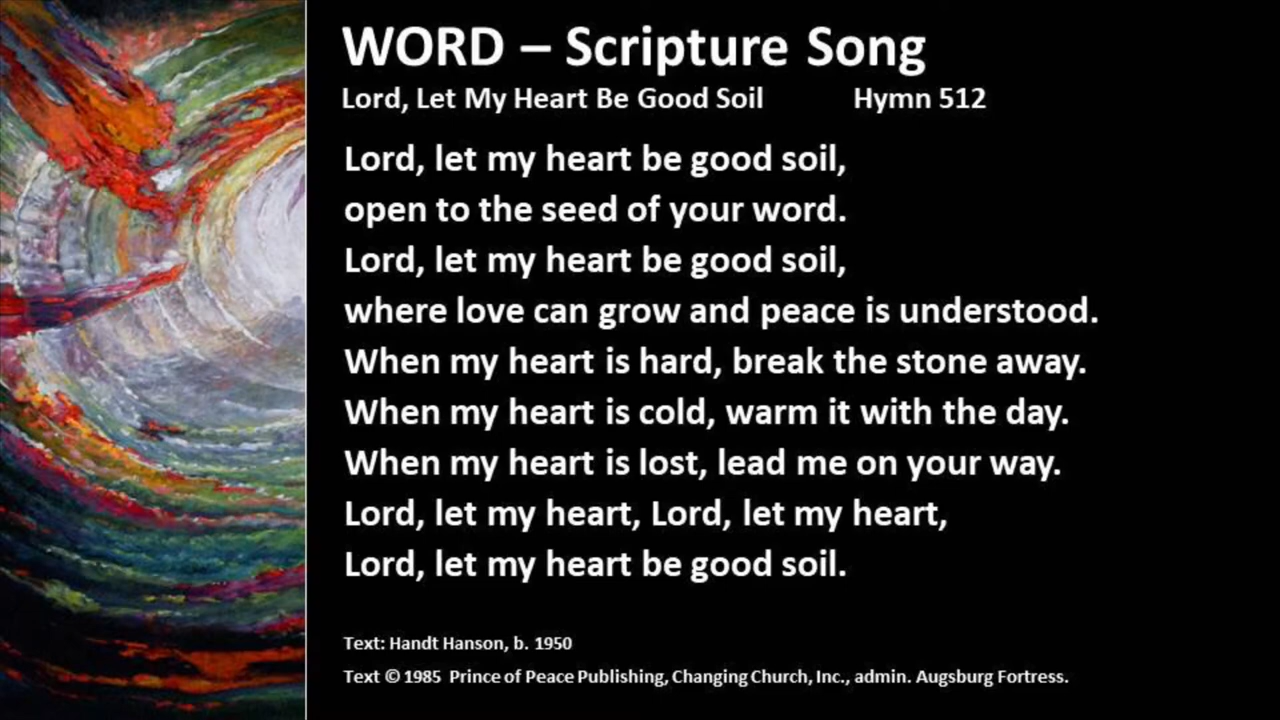 WORD – Scripture Song
Lord, Let My Heart Be Good Soil Hymn 512
Lord, let my heart be good soil,
open to the seed of your word.
Lord, let my heart be good soil,
where love can grow and peace is understood.
When my heart is hard, break the stone away.
When my heart is cold, warm it with the day.
When my heart is lost, lead me on your way.
Lord, let my heart, Lord, let my heart,
Lord, let my heart be good soil.
Text: Handt Hanson, b. 1950
Text © 1985 Prince of Peace Publishing, Changing Church, Inc., admin. Augsburg Fortress.